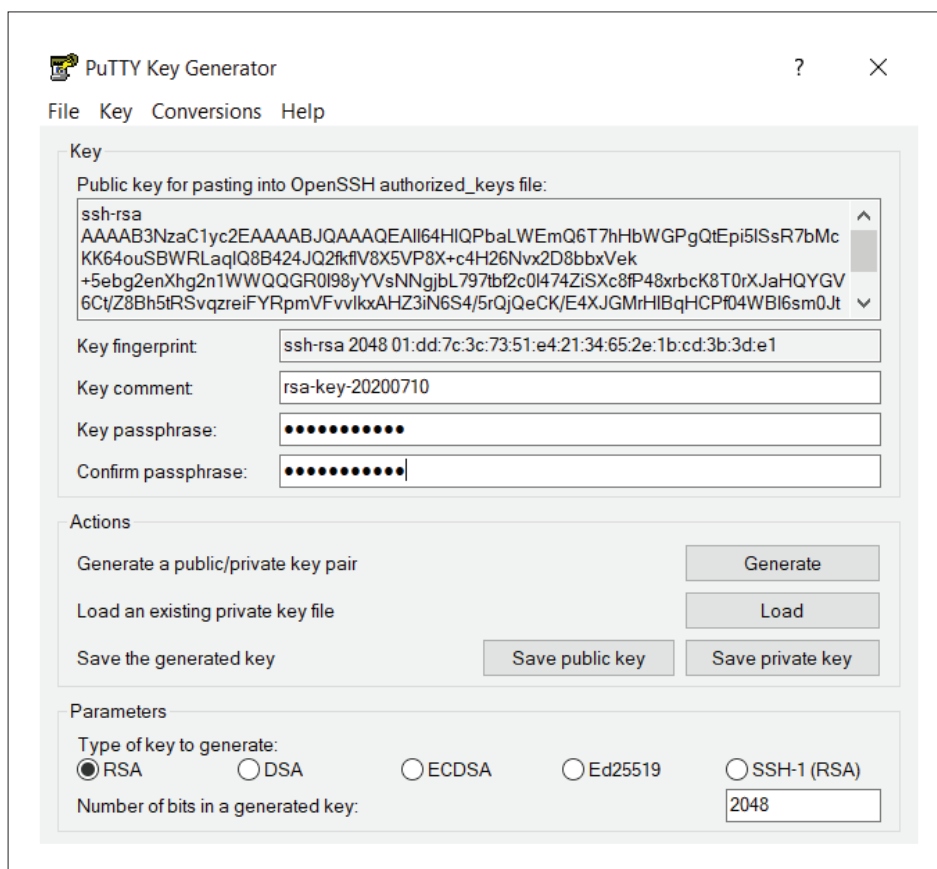 PuTTY Key Generator
? ×
File Key Conversions Help
Key
Public key for pasting into OpenSSH authorized_keys file:
ssh-rsa
AAAAB3NzaC1yc2EAAAABJQAAAQEAll64HlQPbaLWEmQ6T7hHbWGPgQtEpi5lSsR7bMc
KK64ouSBWRLaqlQ8B424JQ2fkflV8X5VP8X+c4H26Nvx2D8bbxVek
+5ebg2enXhg2n1WWQQGR0l98yYVsNNgjbL797tbf2c0l474ZiSXc8fP48xrbcK8T0rXJaHQYGV
6Ct/Z8Bh5tRSvqzreiFYRpmVFvvlkxAHZ3iN6S4/5rQjQeCK/E4XJGMrHlBqHCPf04WBl6sm0Jt
Key fingerprint: ssh-rsa 2048 01:dd:7c:3c:73:51:e4:21:34:65:2e:1b:cd:3b:3d:e1
Key comment: rsa-key-20200710
Key passphrase: ●●●●●●●●●●●
Confirm passphrase: ●●●●●●●●●●●
Actions
Generate a public/private key pair Generate
Load an existing private key file Load
Save the generated key Save public key Save private key
Parameters
Type of key to generate:
RSA DSA ECDSA Ed25519 SSH-1 (RSA)
Number of bits in a generated key: 2048